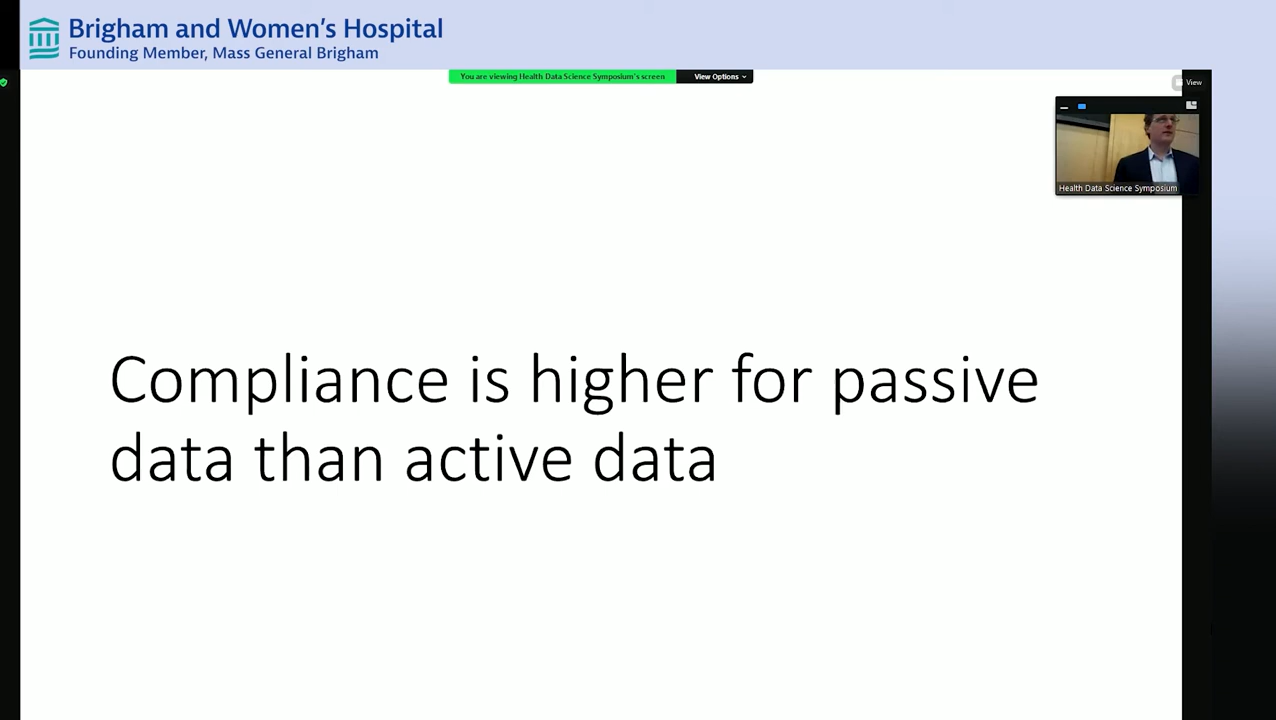 Brigham and Women's Hospital
Founding Member, Mass General Brigham
You are viewing Health Data Science Symposium's screen
View Options
View
Health Data Science Symposium
Compliance is higher for passive
data than active data